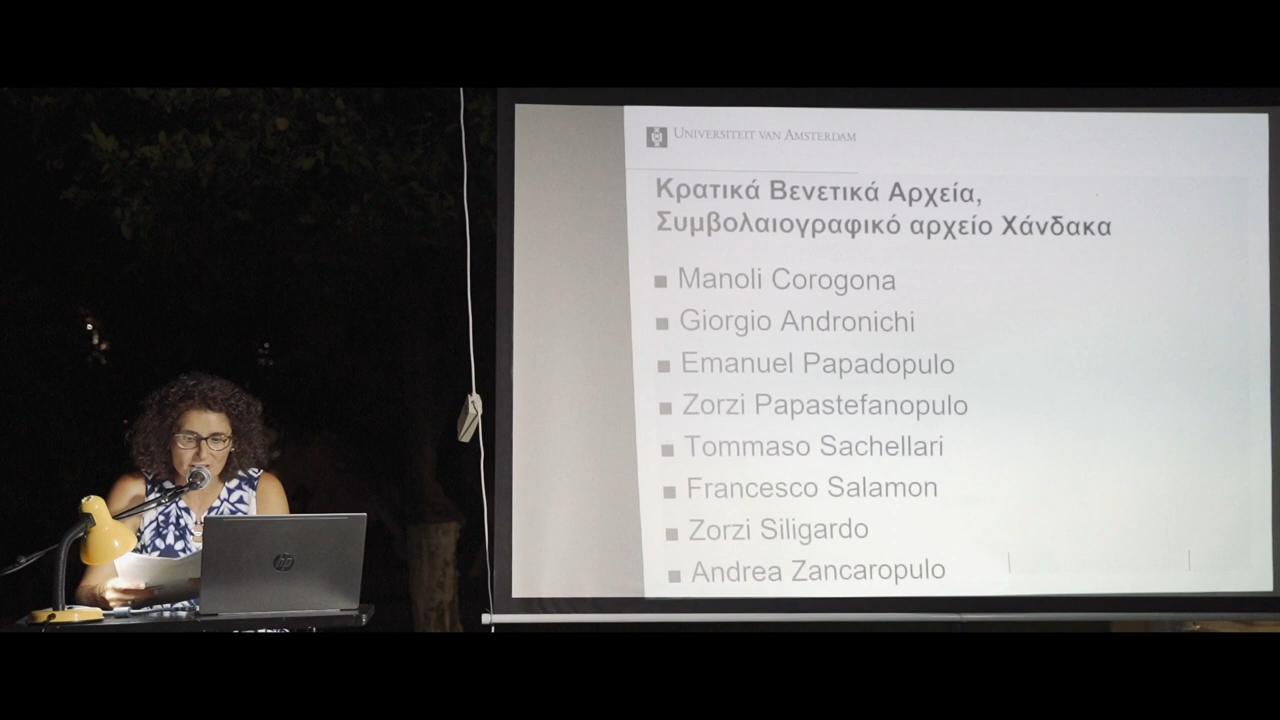 UNIVERSITEIT VAN AMSTERDAM
Κρατικά Βενετικά Αρχεία,
Συμβολαιογραφικό αρχείο Χάνδακα
Manoli Corogona
Giorgio Andronichi
Emanuel Papadopulo
Zorzi Papastefanopulo
Tommaso Sachellari
Francesco Salamon
Zorzi Siligardo
Andrea Zancaropulo
hp